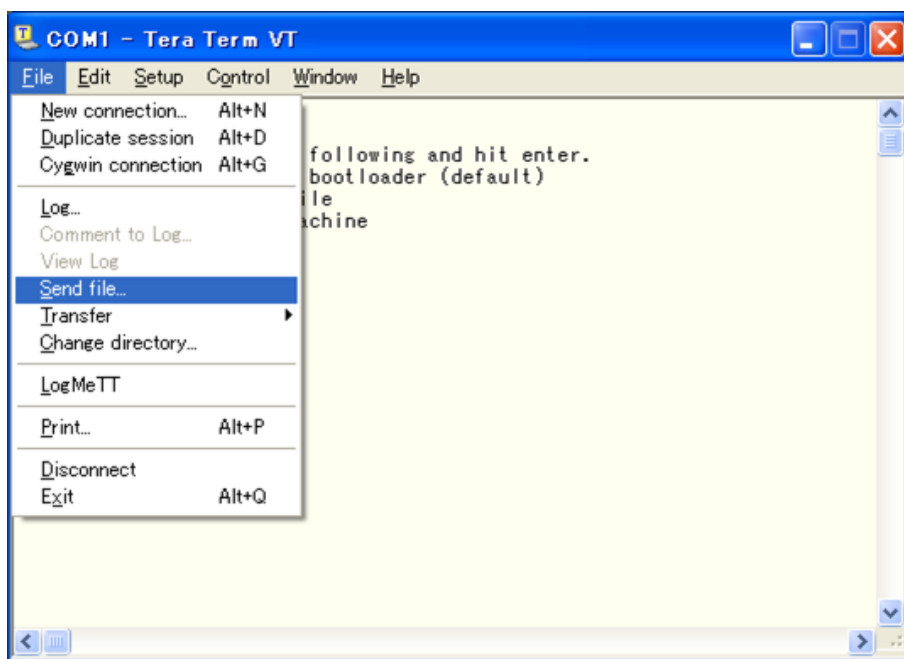 COM1 - Tera Term VT
File Edit Setup Control Window Help
New connection... Alt+N
Duplicate session Alt+D
Cygwin connection Alt+G
Log...
Comment to Log...
View Log
Send file...
Transfer
Change directory...
LogMeTT
Print... Alt+P
Disconnect
Exit Alt+Q
following and hit enter.
bootloader (default)
ile
achine